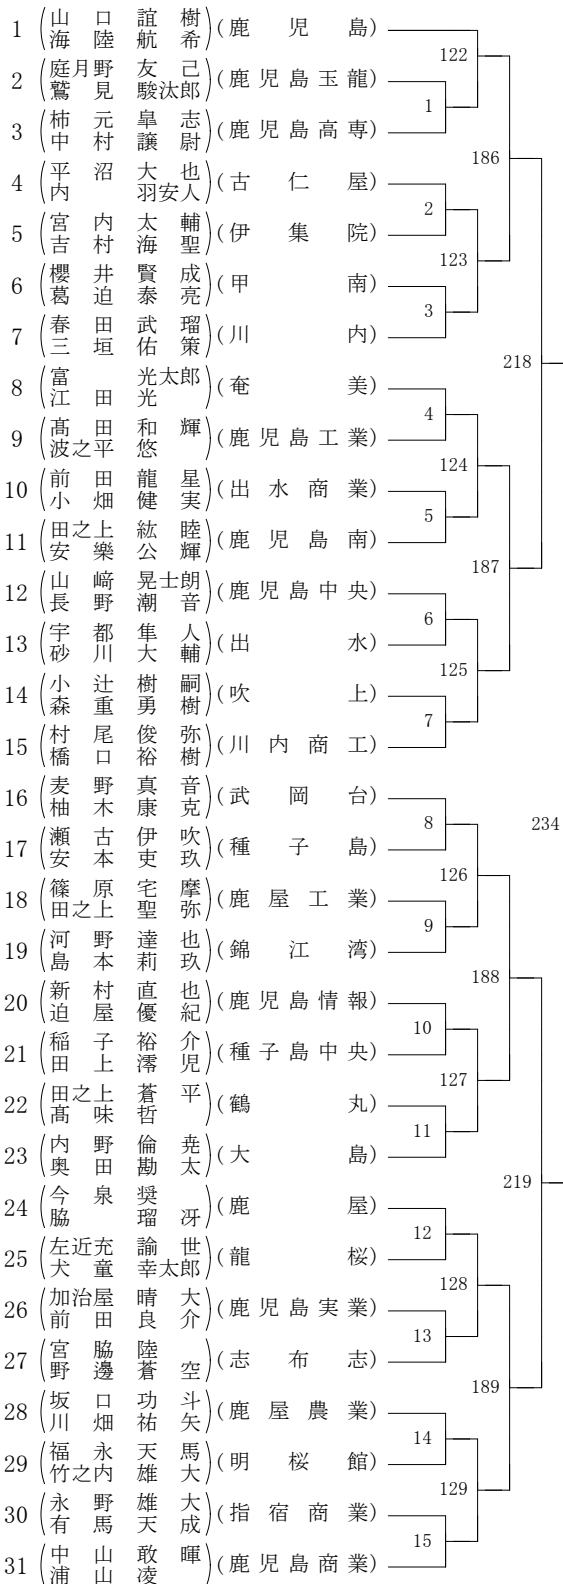 1 (山口誼樹 海陸航希) (鹿児島)
122
2 (庭月野友己 鷲見駿汰郎) (鹿児島玉龍)
1
3 (柿元皐志 中村譲尉) (鹿児島高専)
186
4 (平沼大也 内羽安人) (古仁屋)
2
5 (宮内太輔 吉村海聖) (伊集院)
123
6 (櫻井賢成 葛迫泰亮) (甲南)
3
7 (春田武瑠 三垣佑策) (川内)
218
8 (富光太郎 江田光) (奄美)
4
9 (髙田和輝 波之平悠) (鹿児島工業)
124
10 (前田龍星 小畑健実) (出水商業)
5
11 (田之上紘睦 安樂公輝) (鹿児島南)
187
12 (山﨑晃士朗 長野潮音) (鹿児島中央)
6
13 (宇都隼人 砂川大輔) (出水)
125
14 (小辻樹嗣 森重勇樹) (吹上)
7
15 (村尾俊弥 橋口裕樹) (川内商工)
16 (麦野真音 柚木康克) (武岡台)
8
234
17 (瀬古伊吹 安本吏玖) (種子島)
126
18 (篠原宅摩 田之上聖弥) (鹿屋工業)
9
19 (河野達也 島本莉玖) (錦江湾)
188
20 (新村直也 迫屋優紀) (鹿児島情報)
10
21 (稲子裕介 田上澪児) (種子島中央)
127
22 (田之上蒼平 髙味哲) (鶴丸)
11
23 (内野倫尭 奥田勘太) (大島)
219
24 (今泉奨 脇瑠冴) (鹿屋)
12
25 (左近充諭世 犬童幸太郎) (龍桜)
128
26 (加治屋晴大 前田良介) (鹿児島実業)
13
27 (宮脇陸 野邊蒼空) (志布志)
189
28 (坂口功斗 川畑祐矢) (鹿屋農業)
14
29 (福永天馬 竹之内雄大) (明桜館)
129
30 (永野雄大 有馬天成) (指宿商業)
15
31 (中山敢暉 浦山凌) (鹿児島商業)